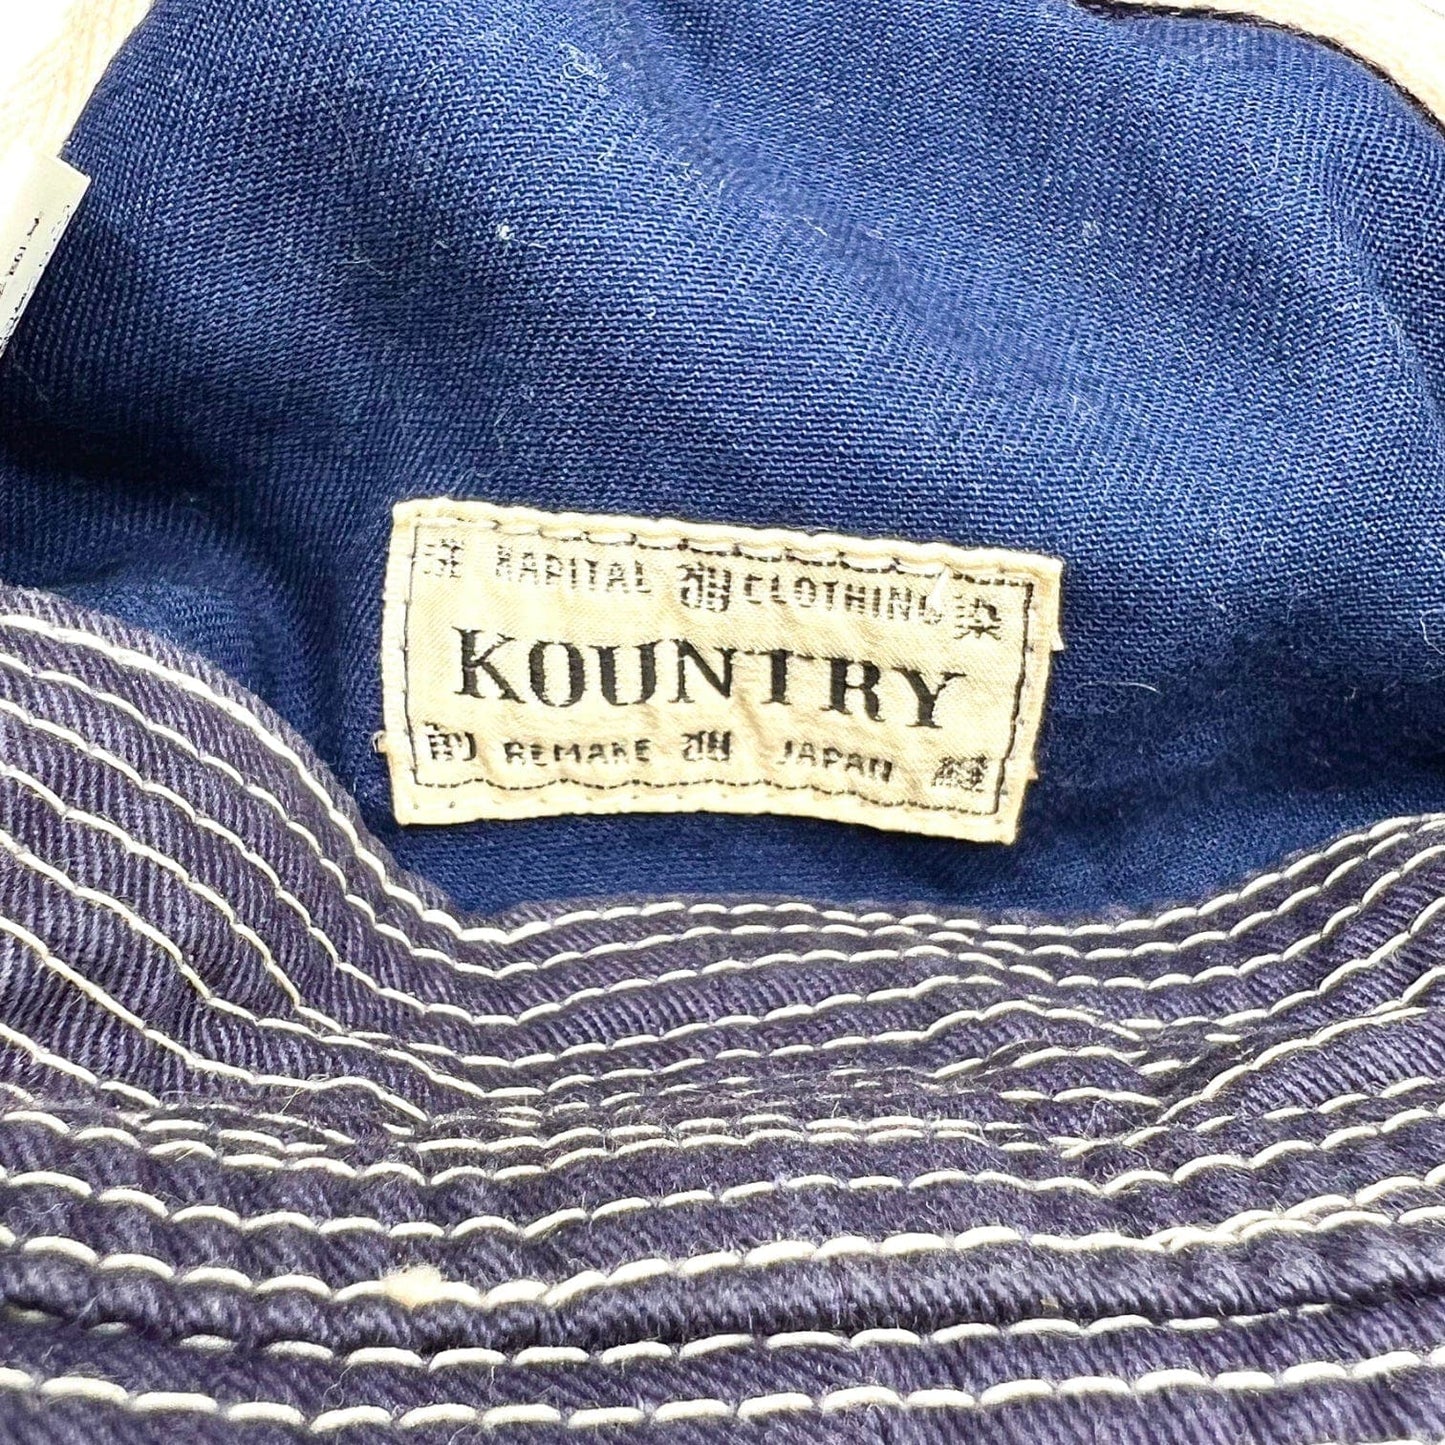 KAPITAL CLOTHING 染
KOUNTRY
REMAKE JAPAN